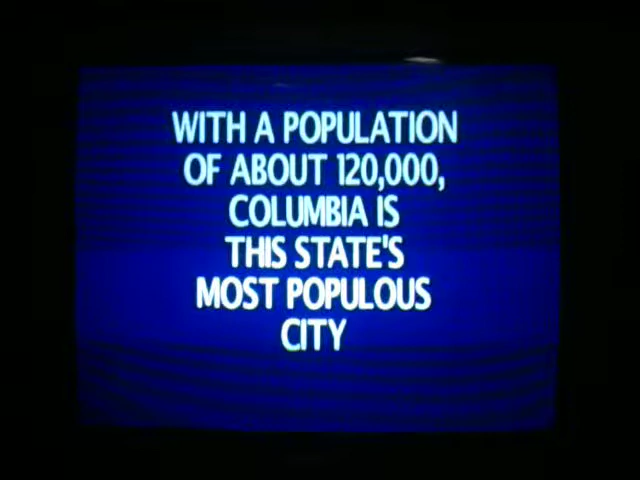 WITH A POPULATION
OF ABOUT 120,000,
COLUMBIA IS
THIS STATE'S
MOST POPULOUS
CITY